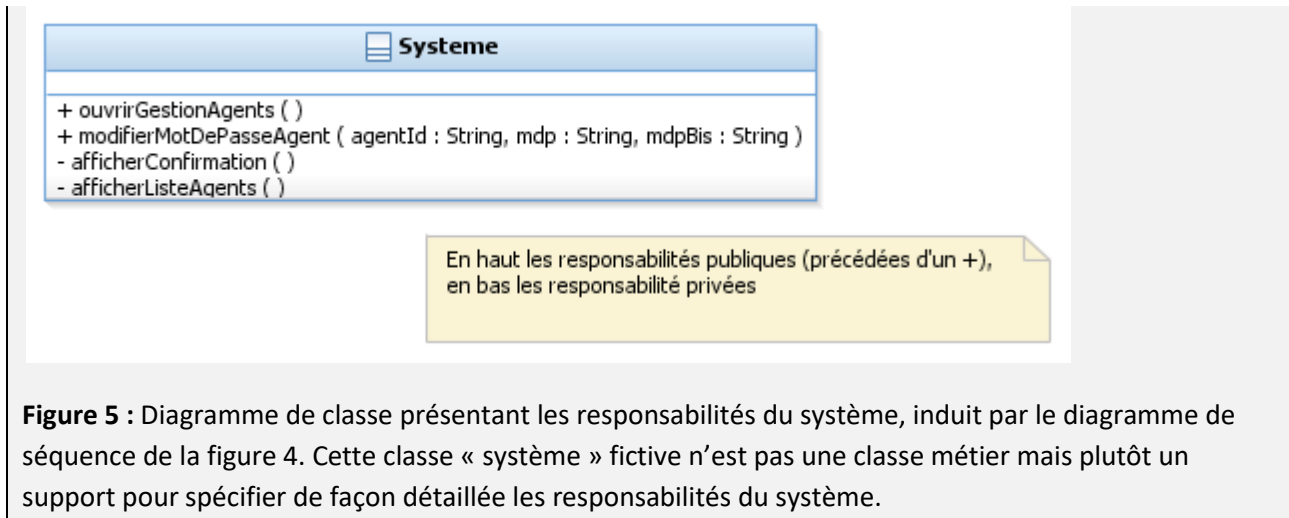 Systeme
+ ouvrirGestionAgents ( )
+ modifierMotDePasseAgent ( agentId : String, mdp : String, mdpBis : String )
- afficherConfirmation ( )
- afficherListeAgents ( )
En haut les responsabilités publiques (précédées d'un +),
en bas les responsabilité privées
Figure 5 : Diagramme de classe présentant les responsabilités du système, induit par le diagramme de
séquence de la figure 4. Cette classe « système » fictive n’est pas une classe métier mais plutôt un
support pour spécifier de façon détaillée les responsabilités du système.